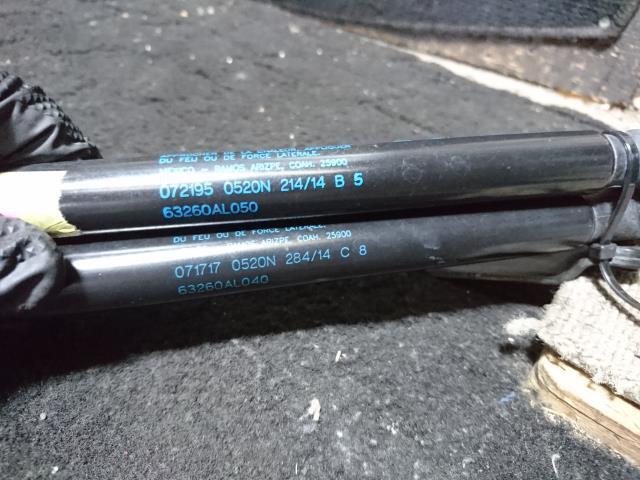 DU FEU OU DE FORCE LATERALE.
MEXICO - RAMOS ARIZPE, COAH. 25900
072195 0520N 214/14 B 5
63260AL050
DU FEU OU DE FORCE LATERALE.
RAMOS ARIZPE, COAH. 25900
071717 0520N 284/14 C 8
63260AL040